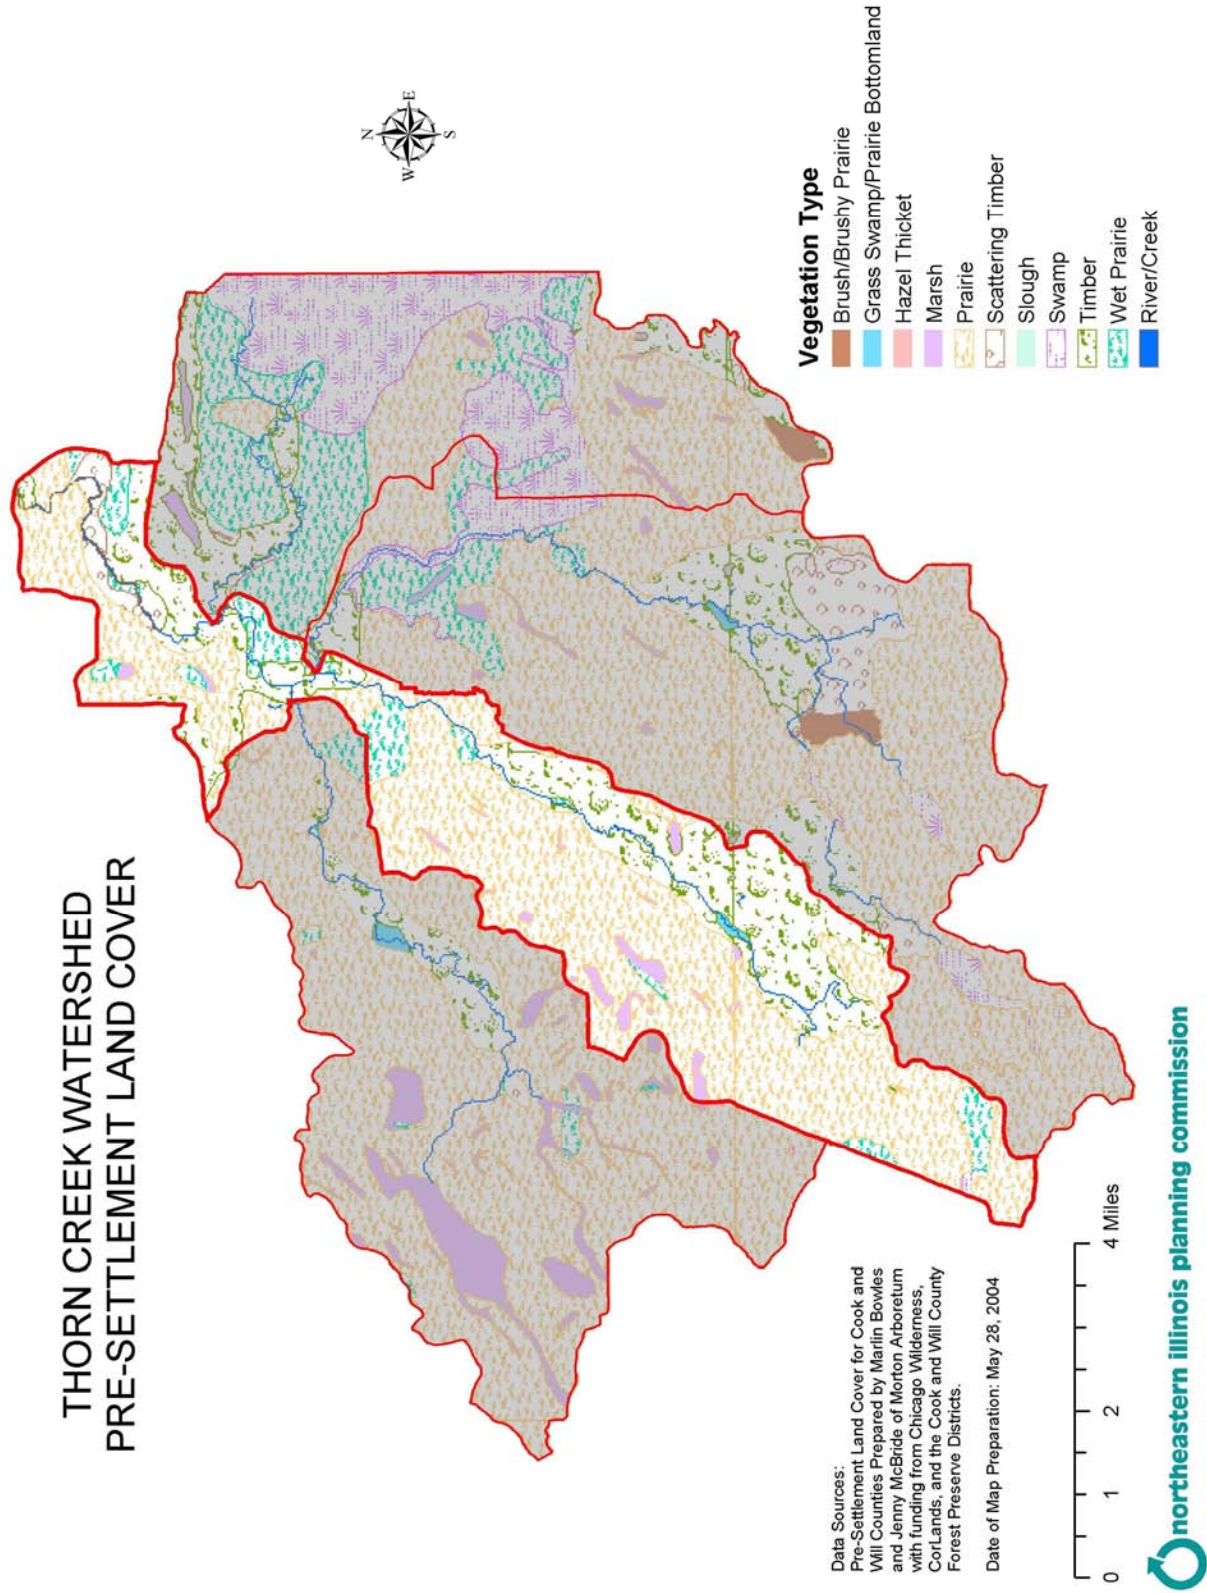 THORN CREEK WATERSHED
PRE-SETTLEMENT LAND COVER
N
W
E
S
Vegetation Type
Brush/Brushy Prairie
Grass Swamp/Prairie Bottomland
Hazel Thicket
Marsh
Prairie
Scattering Timber
Slough
Swamp
Timber
Wet Prairie
River/Creek
Data Sources:
Pre-Settlement Land Cover for Cook and
Will Counties Prepared by Marlin Bowles
and Jenny McBride of Morton Arboretum
with funding from Chicago Wilderness,
CorLands, and the Cook and Will County
Forest Preserve Districts.
Date of Map Preparation: May 28, 2004
0 1 2 4 Miles
northeastern illinois planning commission